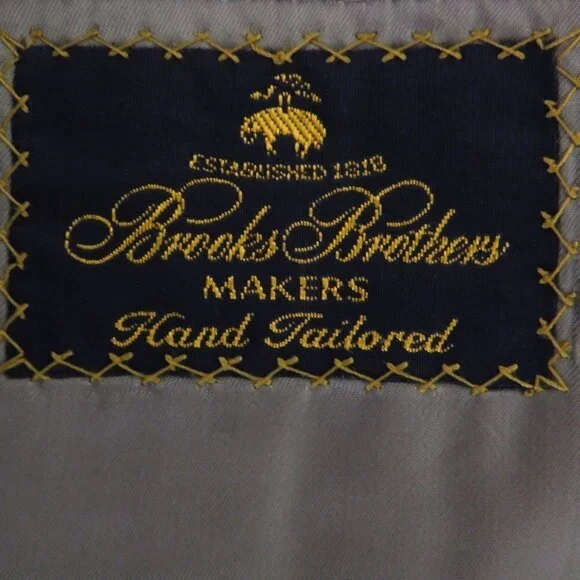 ESTABLISHED 1818
Brooks Brothers
MAKERS
Hand Tailored